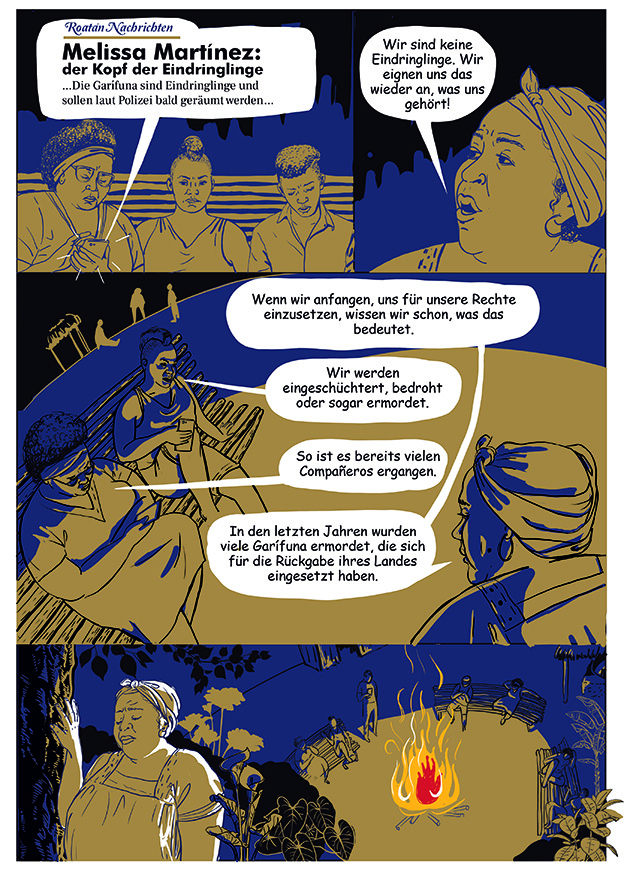 Roatán Nachrichten
Melissa Martínez:
der Kopf der Eindringlinge
...Die Garífuna sind Eindringlinge und
sollen laut Polizei bald geräumt werden...
Wir sind keine
Eindringlinge. Wir
eignen uns das
wieder an, was uns
gehört!
Wenn wir anfangen, uns für unsere Rechte
einzusetzen, wissen wir schon, was das
bedeutet.
Wir werden
eingeschüchtert, bedroht
oder sogar ermordet.
So ist es bereits vielen
Compañeros ergangen.
In den letzten Jahren wurden
viele Garífuna ermordet, die sich
für die Rückgabe ihres Landes
eingesetzt haben.